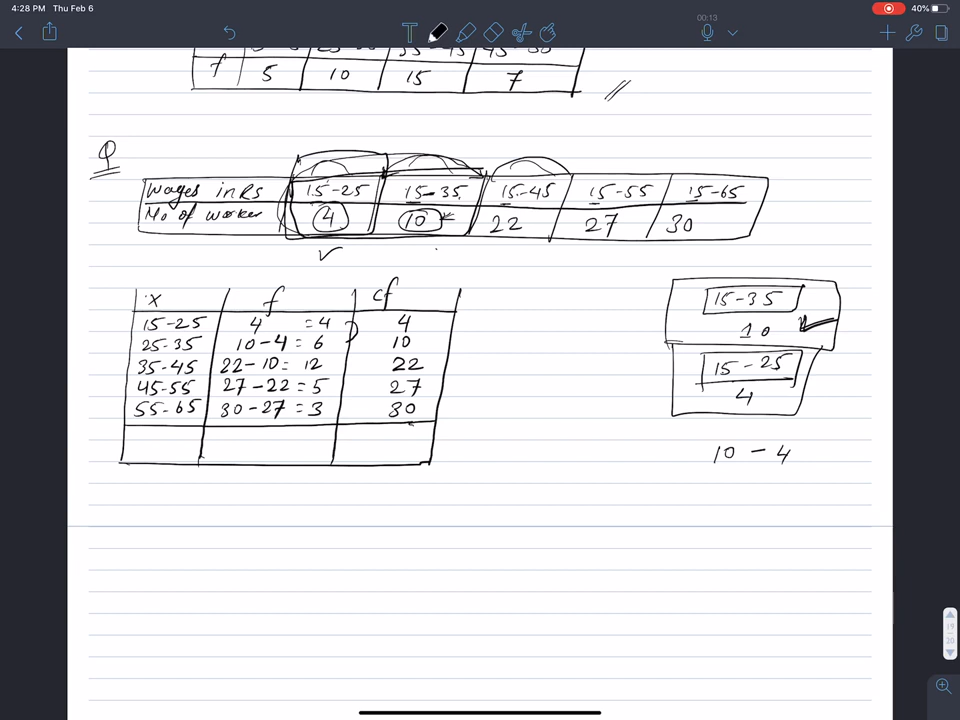 4:28 PM Thu Feb 6
00:13
40%
f 5 10 15 7
Q
Wages in RS 15-25 15-35 15-45 15-55 15-65
No of worker 4 10 22 27 30
x f cf
15-25 4 =4 4
25-35 10-4=6 10
35-45 22-10=12 22
45-55 27-22=5 27
55-65 30-27=3 30
15-35
10
15-25
4
10-4